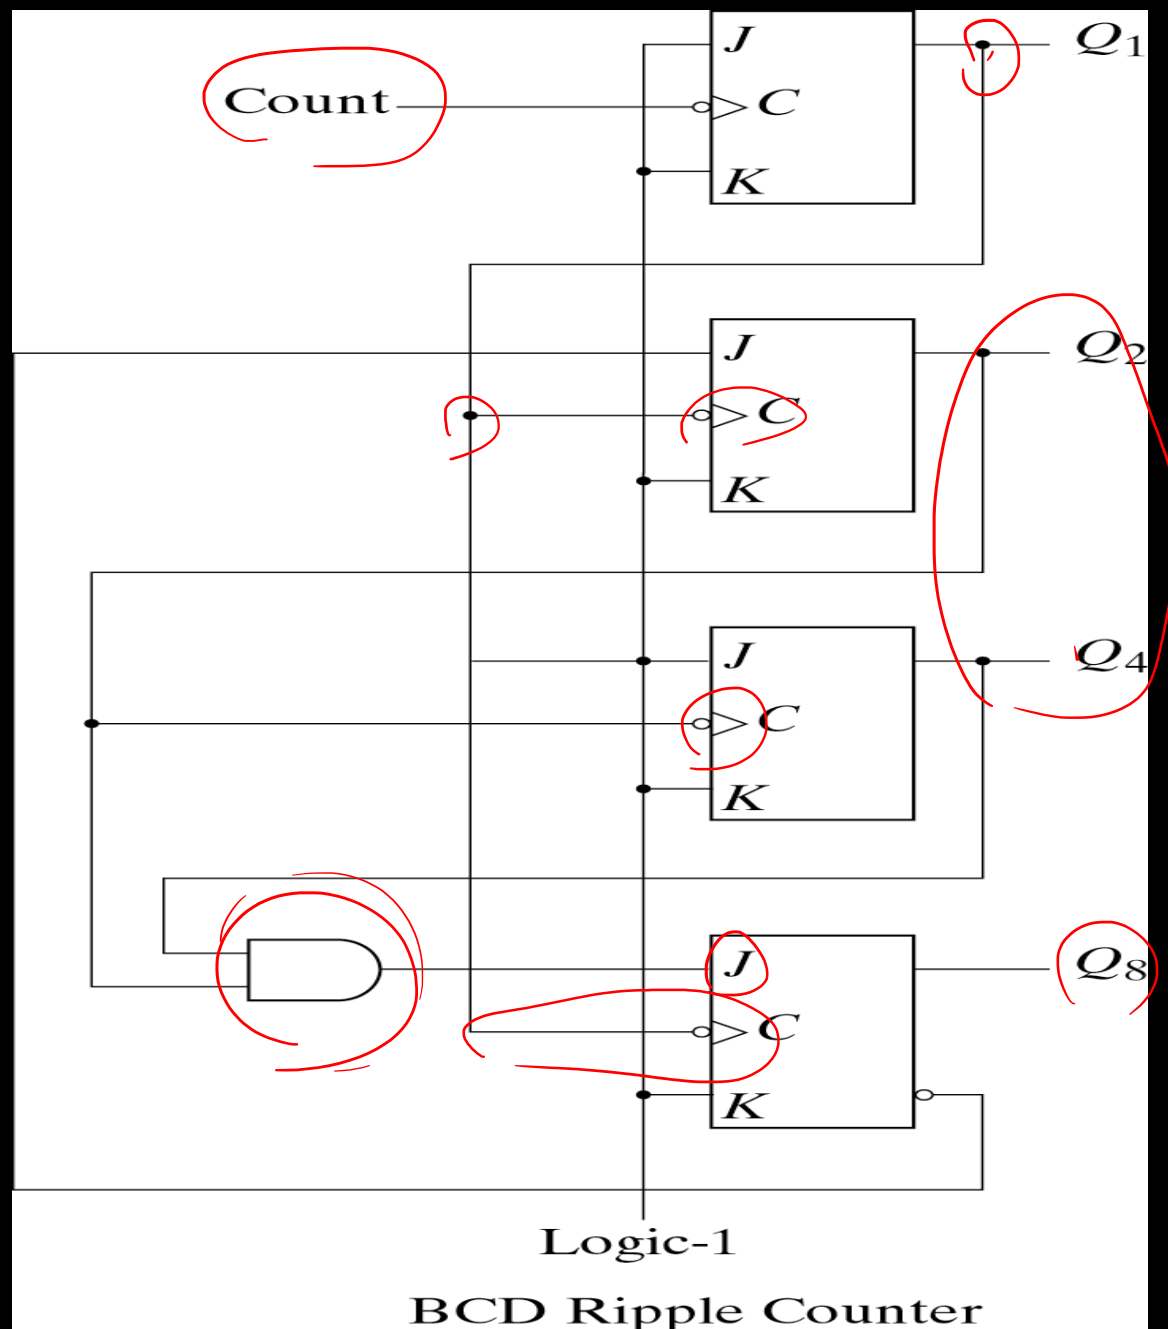 J Q1
Count C
K
J Q2
C
K
J Q4
C
K
J Q8
C
K
Logic-1
BCD Ripple Counter